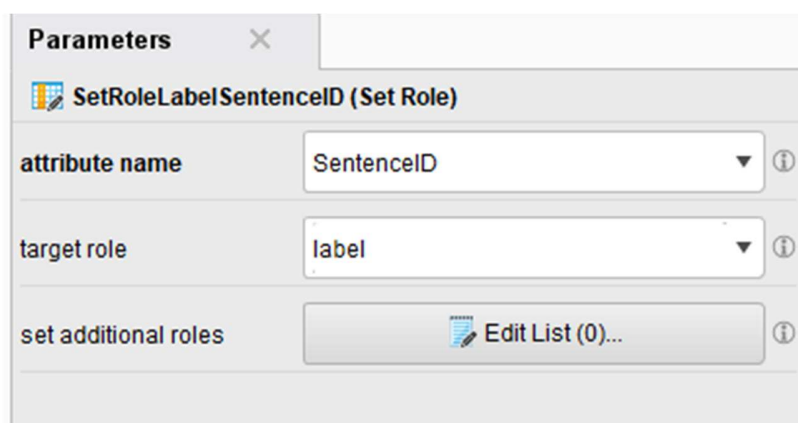 Parameters
SetRoleLabelSentenceID (Set Role)
attribute name SentenceID
target role label
set additional roles Edit List (0)...